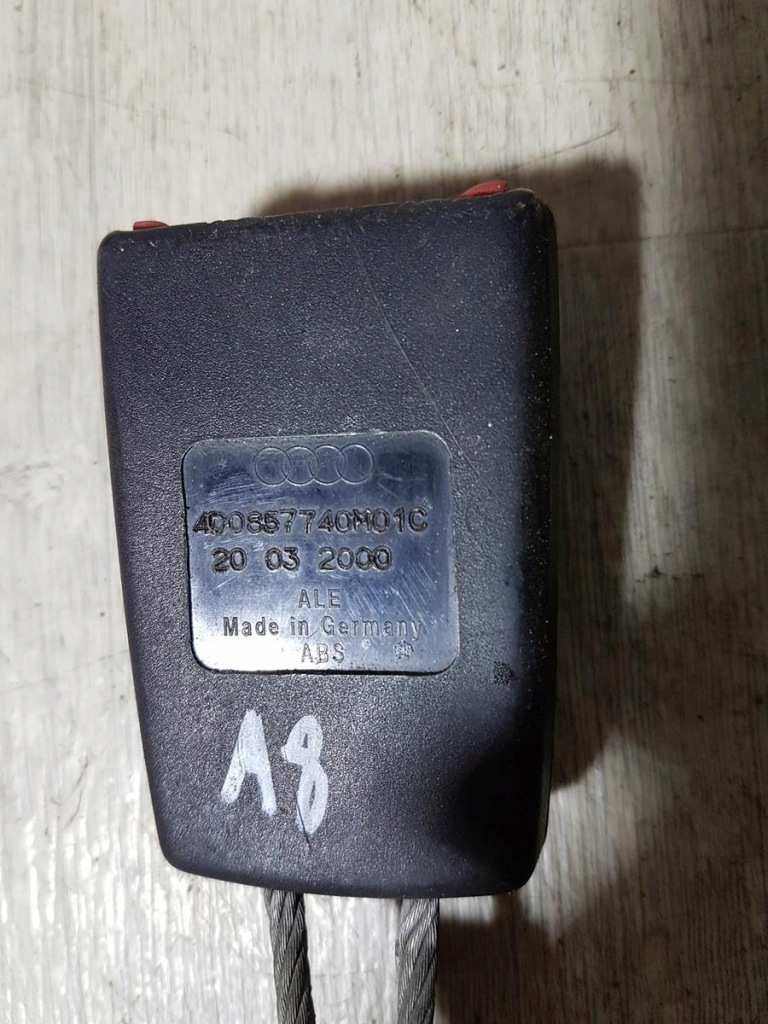 4D0857740M01C
20 03 2000
ALE
Made in Germany
ABS
A8